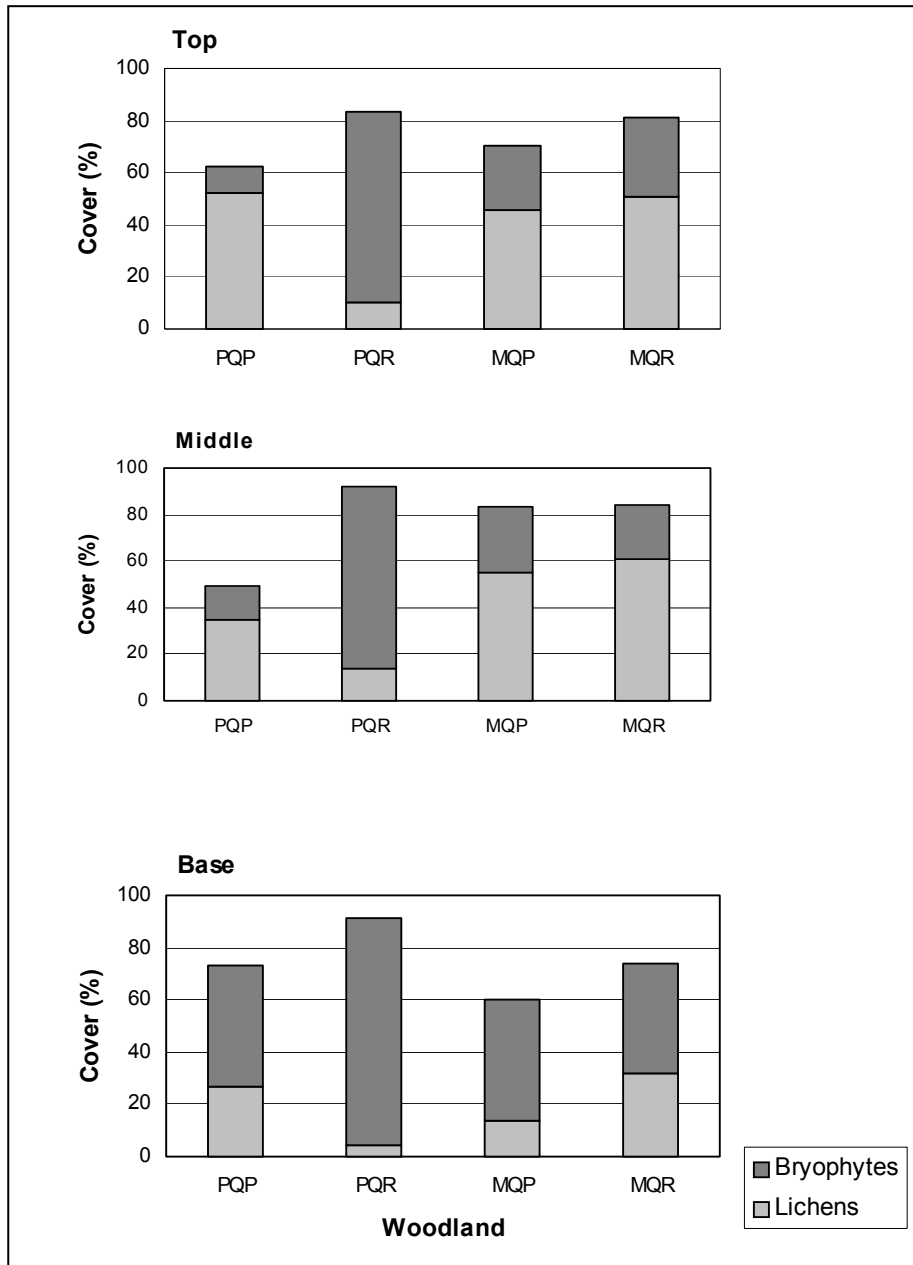 Top
Cover (%)
100
80
60
40
20
0
PQP PQR MQP MQR
Middle
Cover (%)
100
80
60
40
20
0
PQP PQR MQP MQR
Base
Cover (%)
100
80
60
40
20
0
PQP PQR MQP MQR
Woodland
Bryophytes
Lichens